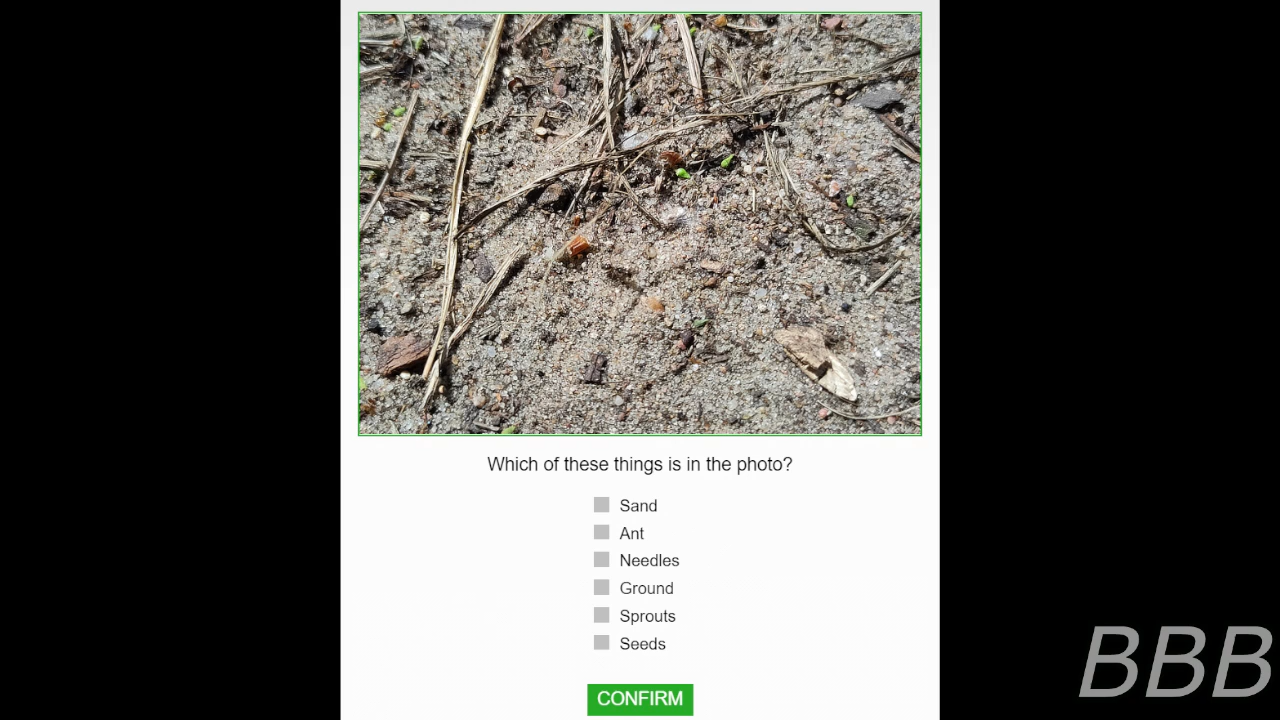 Which of these things is in the photo?
Sand
Ant
Needles
Ground
Sprouts
Seeds
CONFIRM
BBB